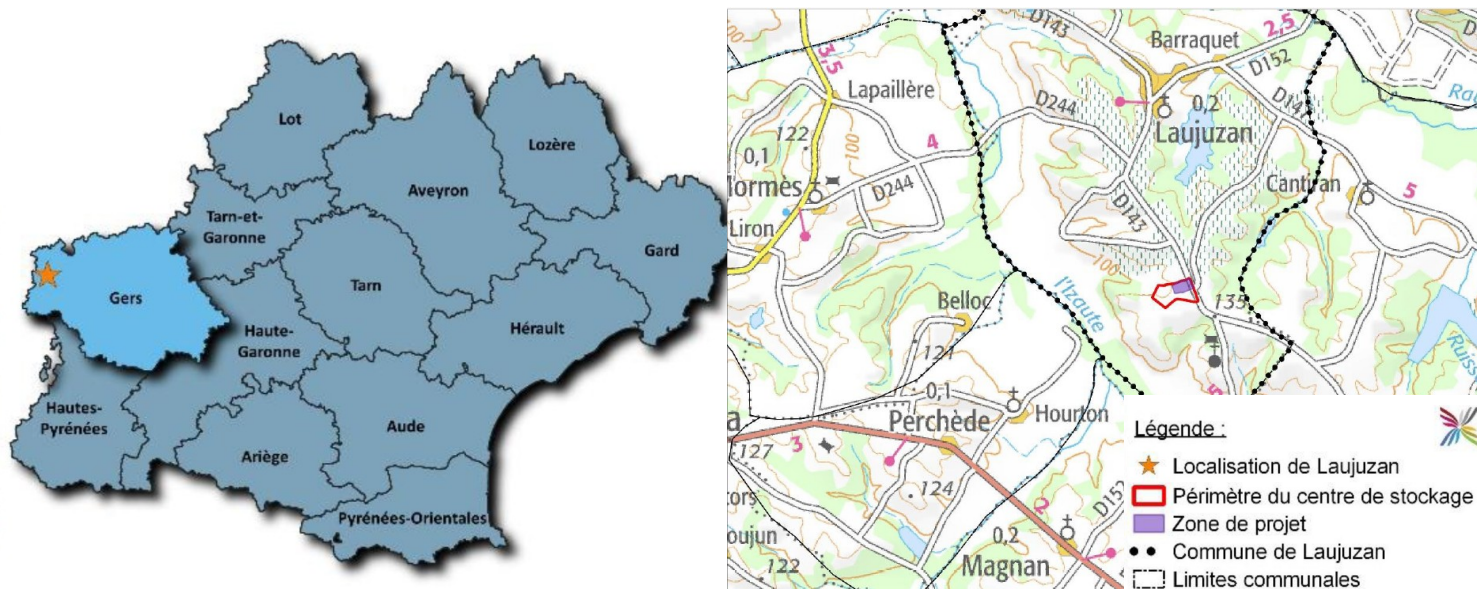 Lot
Lozère
Aveyron
Tarn-et-
Garonne
Gard
Gers
Tarn
Haute-
Garonne
Hérault
Hautes-
Pyrénées
Aude
Ariège
Pyrénées-Orientales
D143
2,5
Barraquet
D152
3,5
Lapaillère
D244
0,2
122
100
4
Laujuzan
0,1
D244
Cantiran
5
Liron
D143
100
l'Izaute
Belloc
135
121
0,1
Hourton
Perchède
3
127
124
2
D152
0,2
Magnan
122
Légende :
Localisation de Laujuzan
Périmètre du centre de stockage
Zone de projet
Commune de Laujuzan
Limites communales